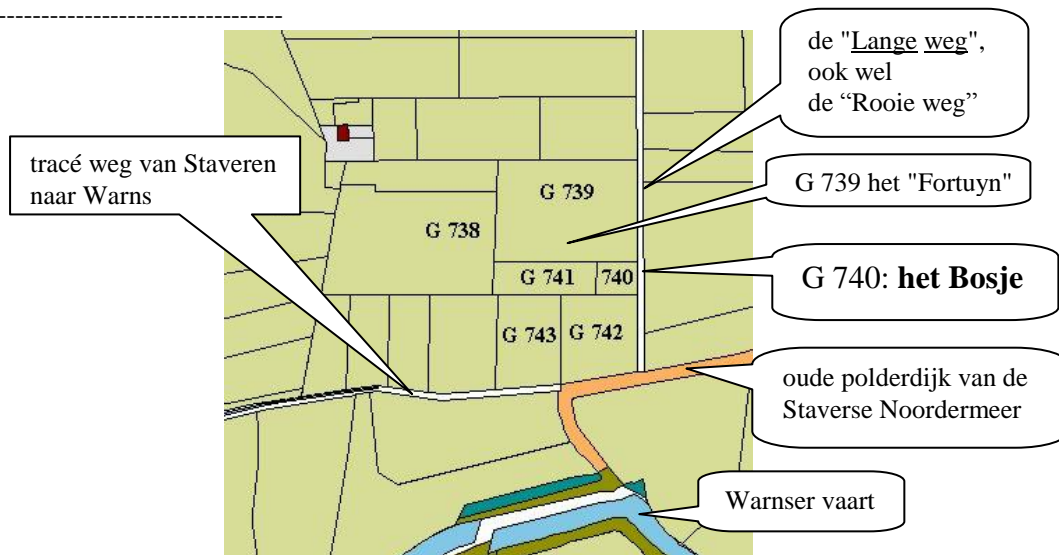 de "Lange weg",
ook wel
de “Rooie weg”
tracé weg van Staveren
naar Warns
G 739 het "Fortuyn"
G 739
G 738
G 740: het Bosje
G 741
740
G 743
G 742
oude polderdijk van de
Staverse Noordermeer
Warnser vaart